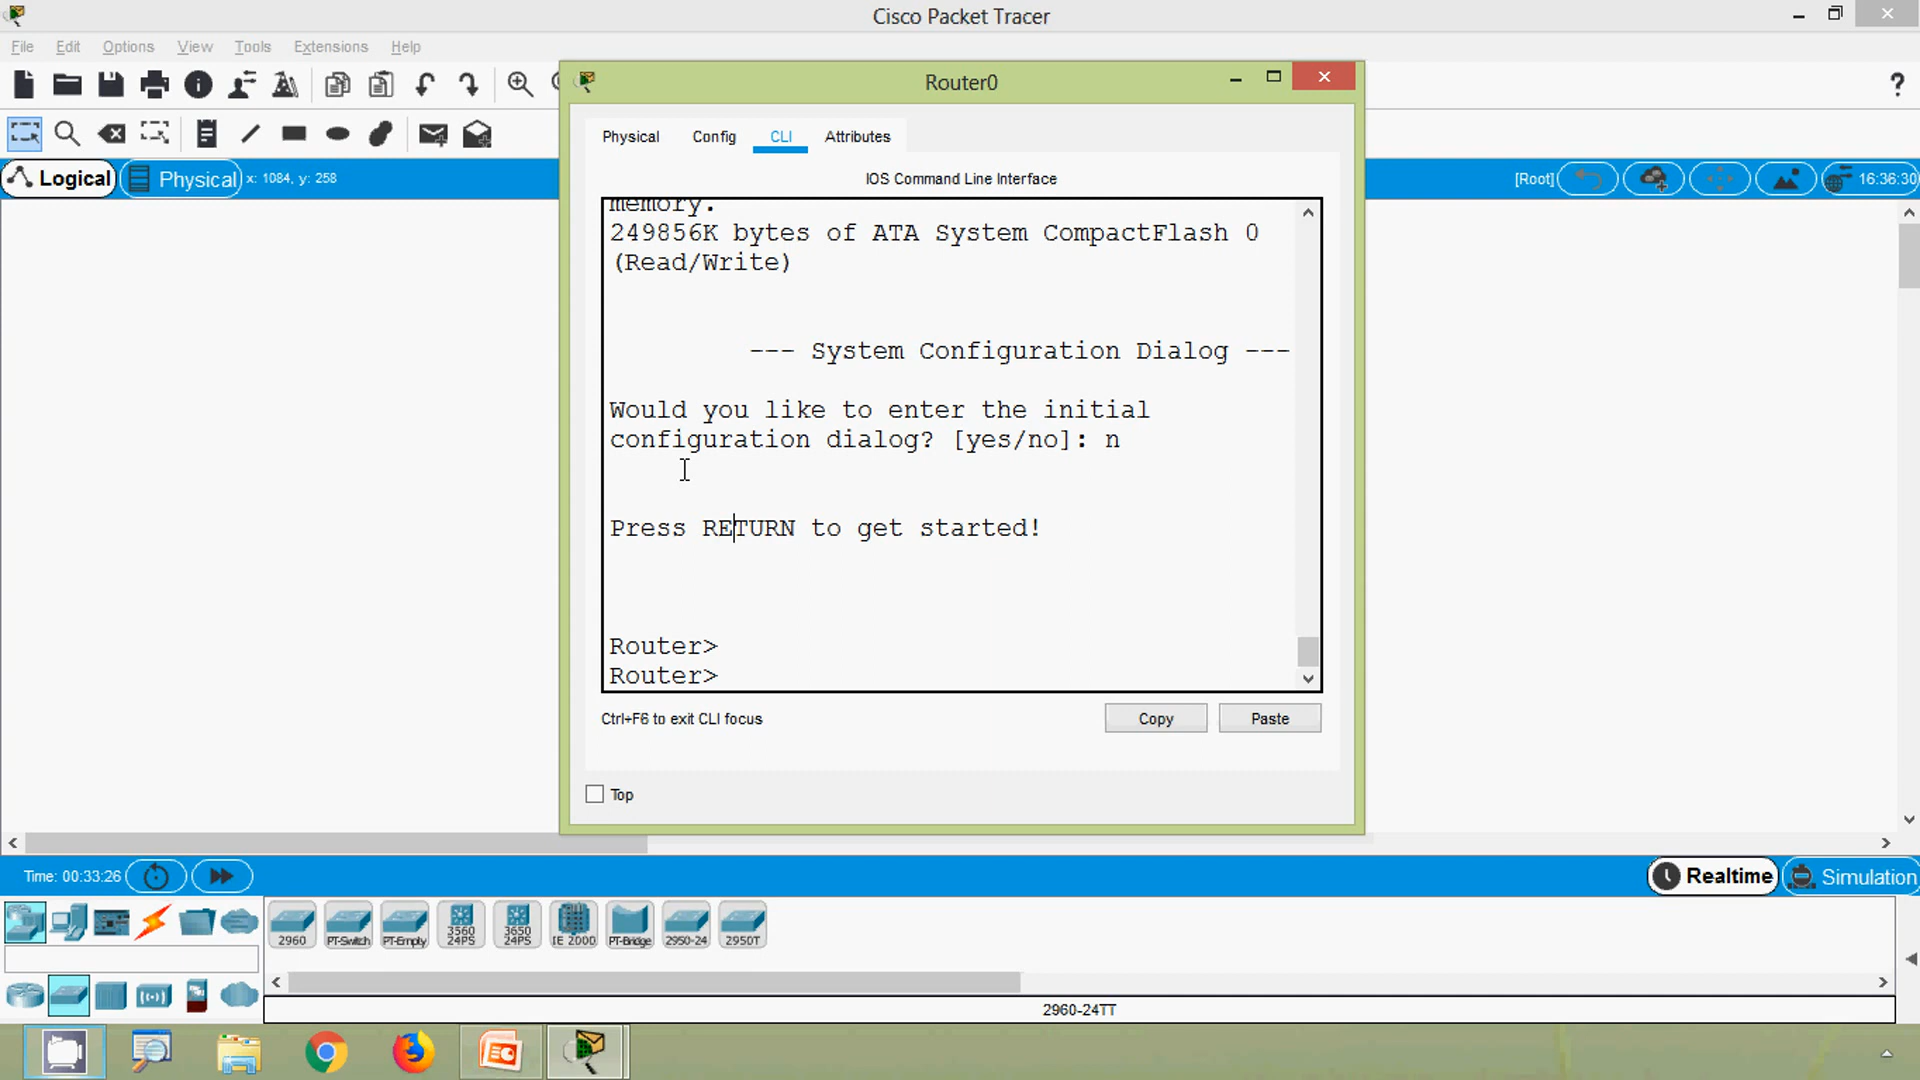 Cisco Packet Tracer
File Edit Options View Tools Extensions Help
Router0
?
Physical Config CLI Attributes
Logical Physical x: 1084, y: 258
[Root] 16:36:30
IOS Command Line Interface
memory.
249856K bytes of ATA System CompactFlash 0
(Read/Write)
--- System Configuration Dialog ---
Would you like to enter the initial
configuration dialog? [yes/no]: n
Press RETURN to get started!
Router>
Router>
Ctrl+F6 to exit CLI focus
Copy Paste
Top
Time: 00:33:26
Realtime Simulation
2960 PT-Switch PT-Empty 3560 24PS 3650 24PS IE 2000 PT-Bridge 2950-24 2950T
2960-24TT